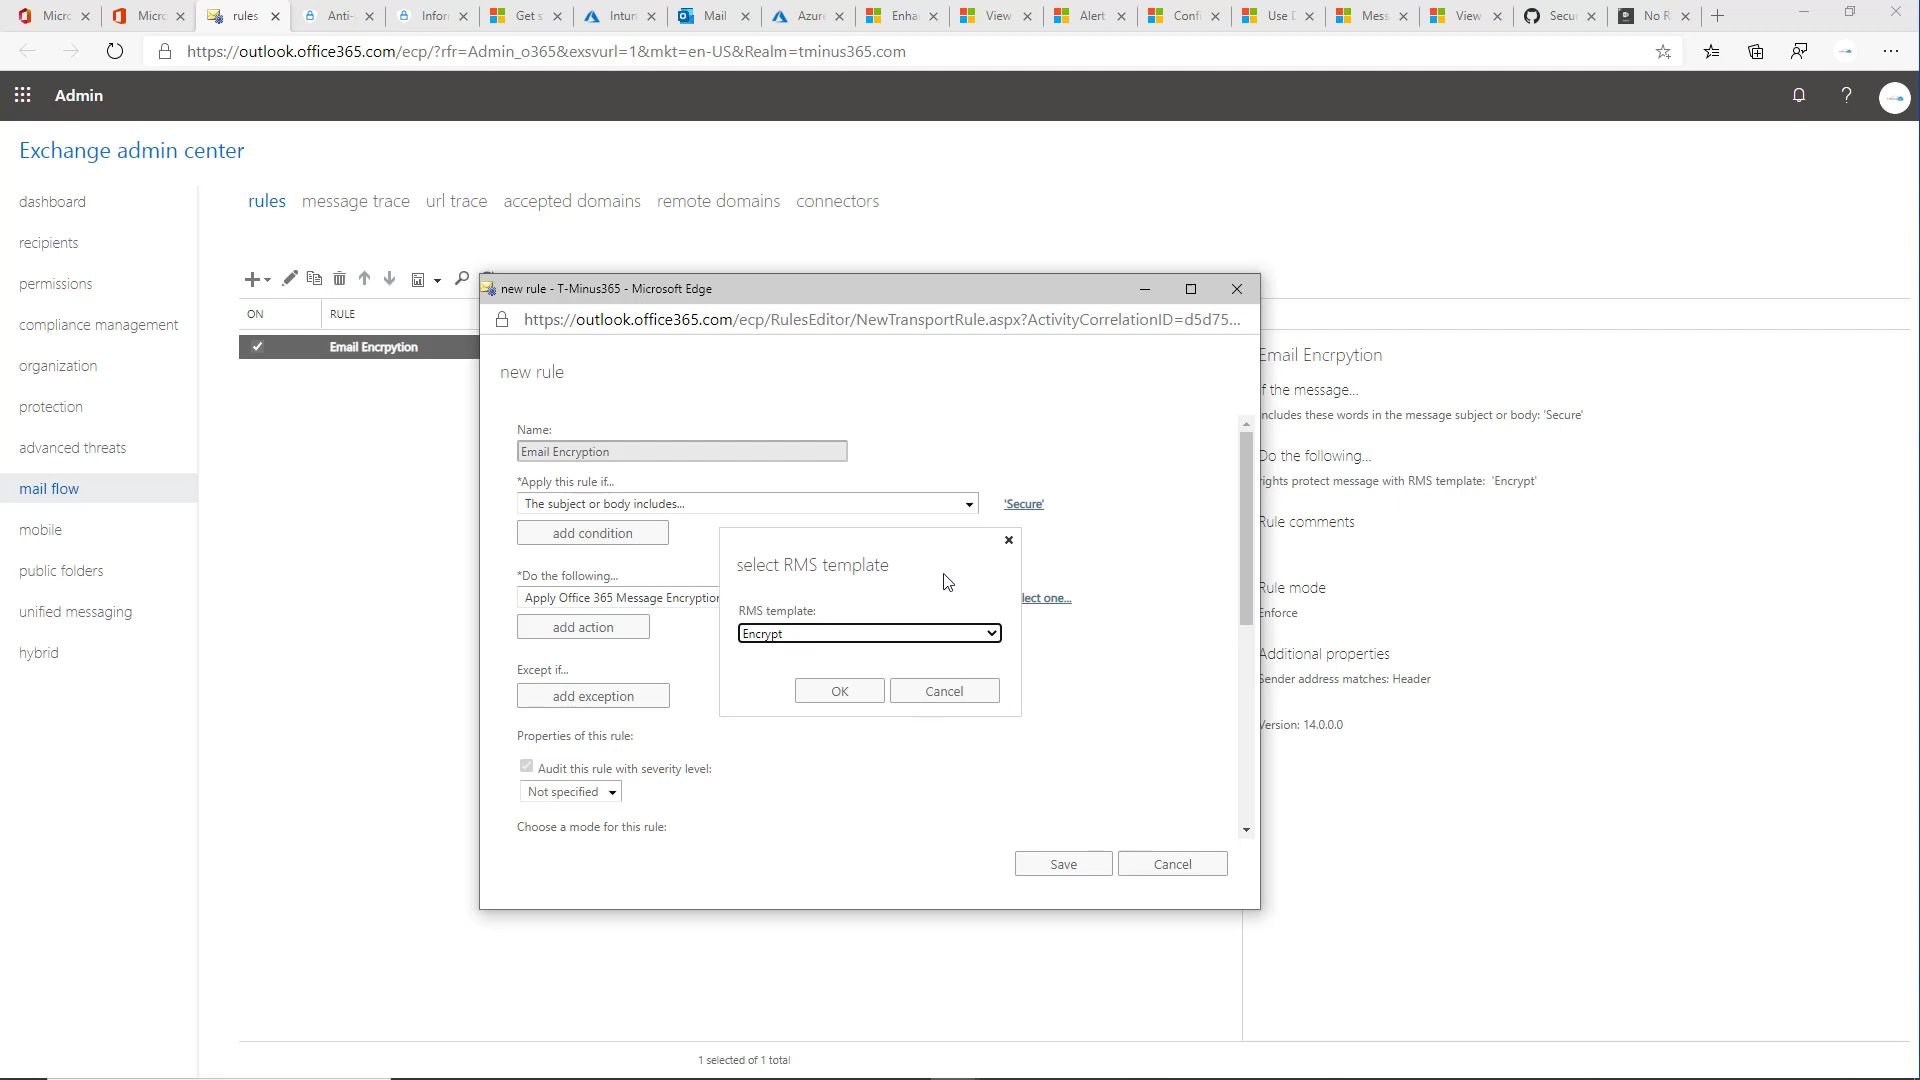 Micro
Micro
rules
Anti-
Inforr
Get s
Intun
Mail
Azure
Enha
View
Alert
Confi
Use D
Mess
View
Secu
No R
https://outlook.office365.com/ecp/?rfr=Admin_o365&exsvurl=1&mkt=en-US&Realm=tminus365.com
Admin
Exchange admin center
dashboard
recipients
permissions
compliance management
organization
protection
advanced threats
mail flow
mobile
public folders
unified messaging
hybrid
rules message trace url trace accepted domains remote domains connectors
ON RULE
Email Encrpytion
new rule - T-Minus365 - Microsoft Edge
https://outlook.office365.com/ecp/RulesEditor/NewTransportRule.aspx?ActivityCorrelationID=d5d75...
new rule
Name:
Email Encryption
*Apply this rule if...
The subject or body includes...
'Secure'
add condition
*Do the following...
Apply Office 365 Message Encryption
lect one...
add action
Except if...
add exception
Properties of this rule:
Audit this rule with severity level:
Not specified
Choose a mode for this rule:
Save
Cancel
select RMS template
RMS template:
Encrypt
OK
Cancel
Email Encrpytion
If the message...
includes these words in the message subject or body: 'Secure'
Do the following...
rights protect message with RMS template: 'Encrypt'
Rule comments
Rule mode
Enforce
Additional properties
Sender address matches: Header
Version: 14.0.0.0
1 selected of 1 total